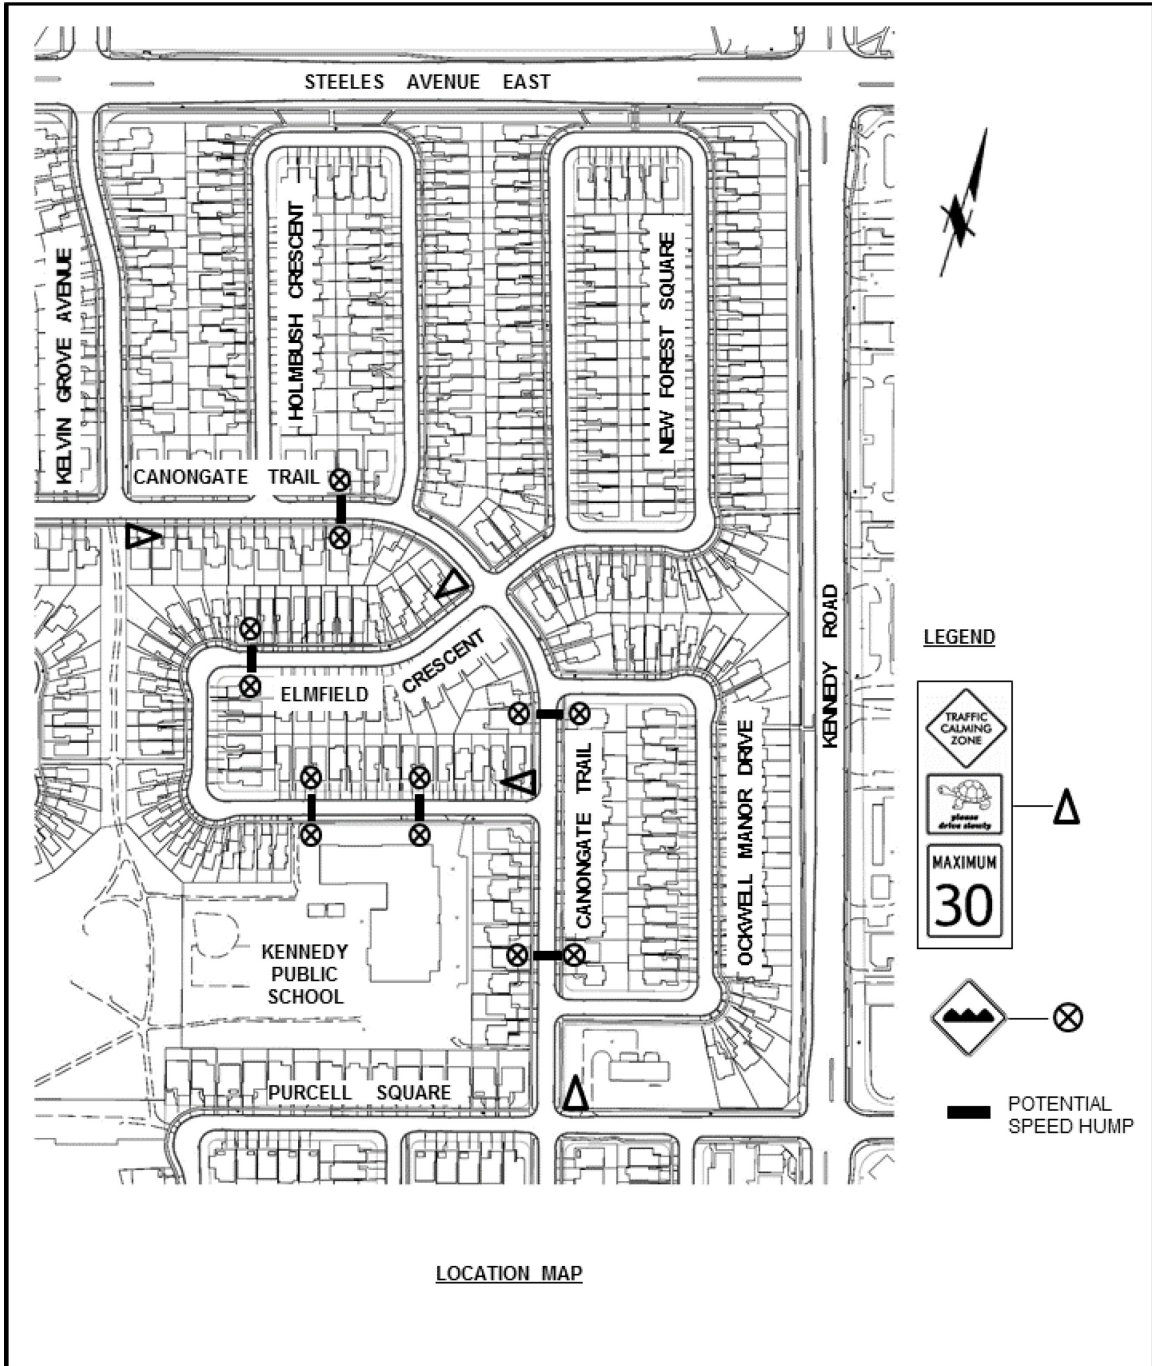 STEELES AVENUE EAST
KELVIN GROVE AVENUE
HOLMBUSH CRESCENT
NEW FOREST SQUARE
CANONGATE TRAIL
KENNEDY ROAD
ELMFIELD
CRESCENT
CANONGATE TRAIL
OCKWELL MANOR DRIVE
KENNEDY
PUBLIC
SCHOOL
PURCELL SQUARE
LEGEND
TRAFFIC
CALMING
ZONE
please
drive slowly
MAXIMUM
30
POTENTIAL
SPEED HUMP
LOCATION MAP